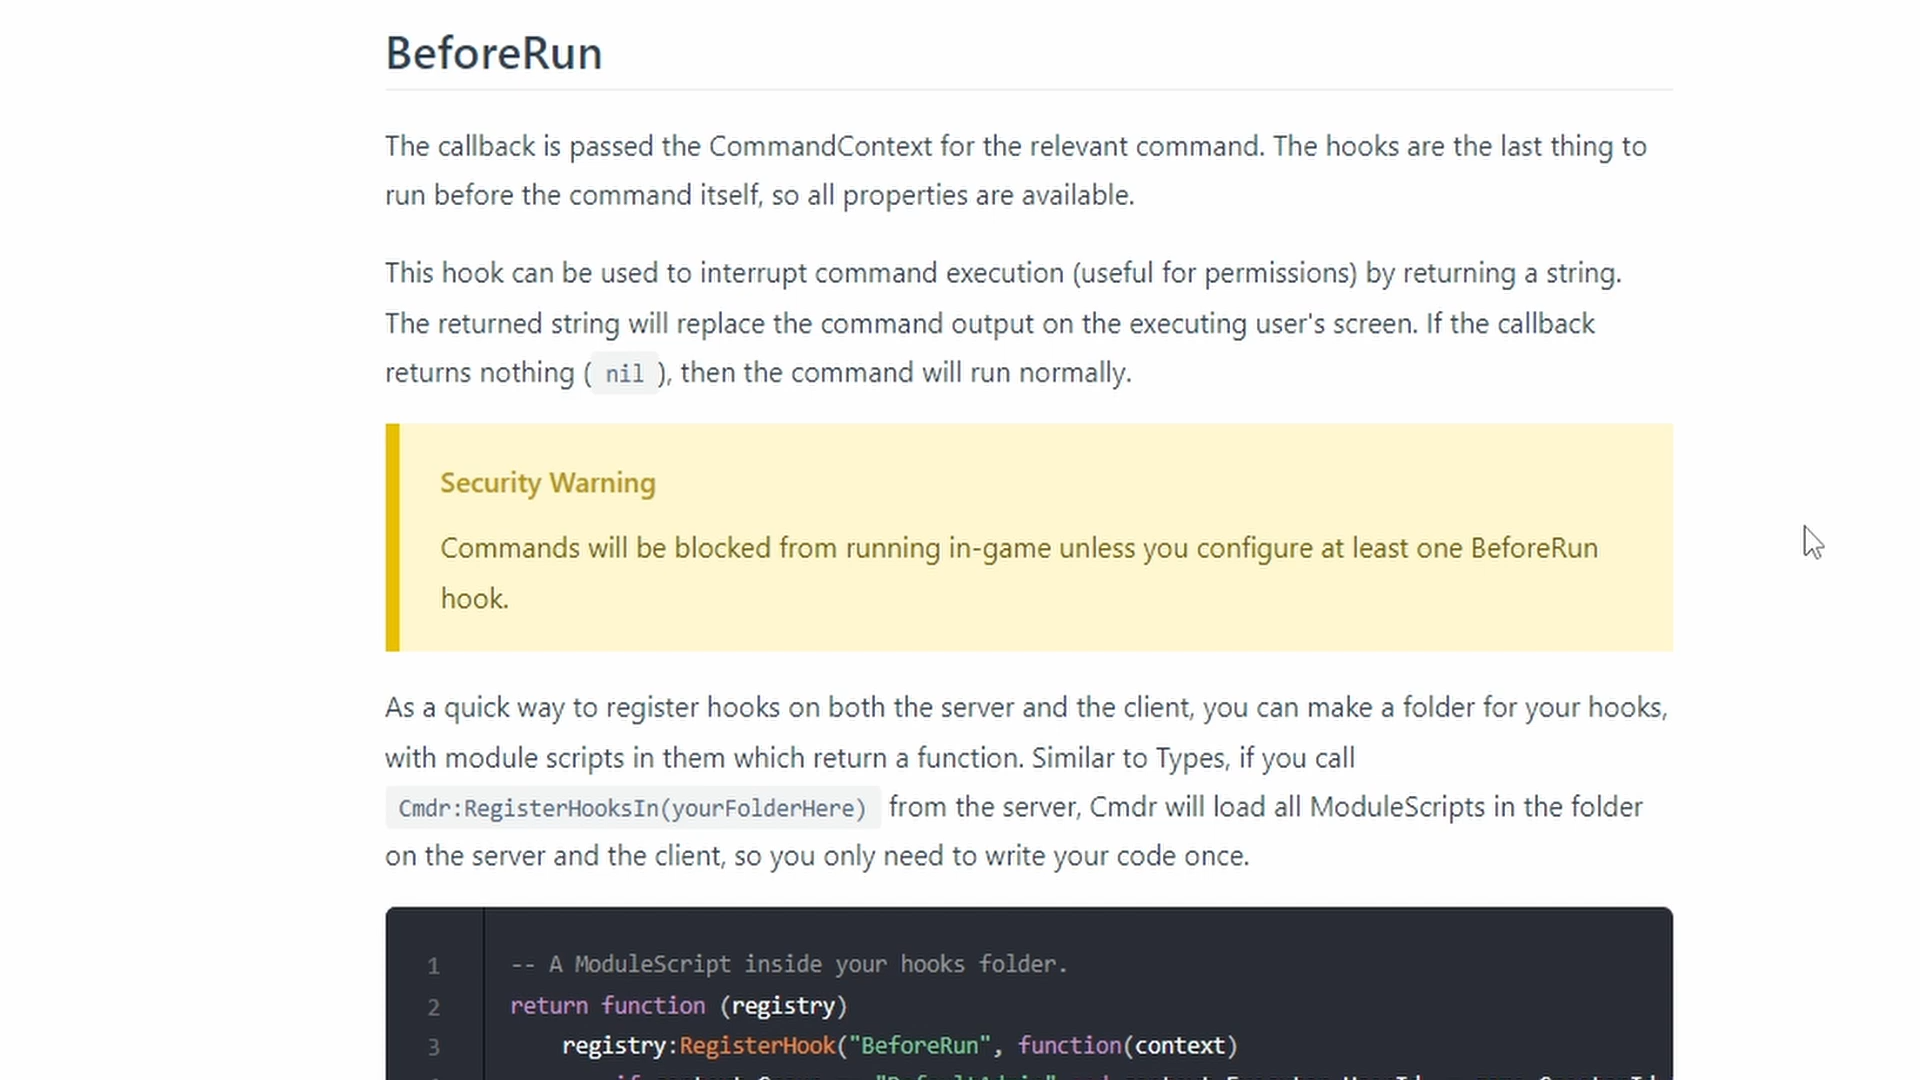 BeforeRun
The callback is passed the CommandContext for the relevant command. The hooks are the last thing to
run before the command itself, so all properties are available.
This hook can be used to interrupt command execution (useful for permissions) by returning a string.
The returned string will replace the command output on the executing user's screen. If the callback
returns nothing ( nil ), then the command will run normally.
Security Warning
Commands will be blocked from running in-game unless you configure at least one BeforeRun
hook.
As a quick way to register hooks on both the server and the client, you can make a folder for your hooks,
with module scripts in them which return a function. Similar to Types, if you call
Cmdr:RegisterHooksIn(yourFolderHere) from the server, Cmdr will load all ModuleScripts in the folder
on the server and the client, so you only need to write your code once.
1 -- A ModuleScript inside your hooks folder.
2 return function (registry)
3 registry:RegisterHook("BeforeRun", function(context)